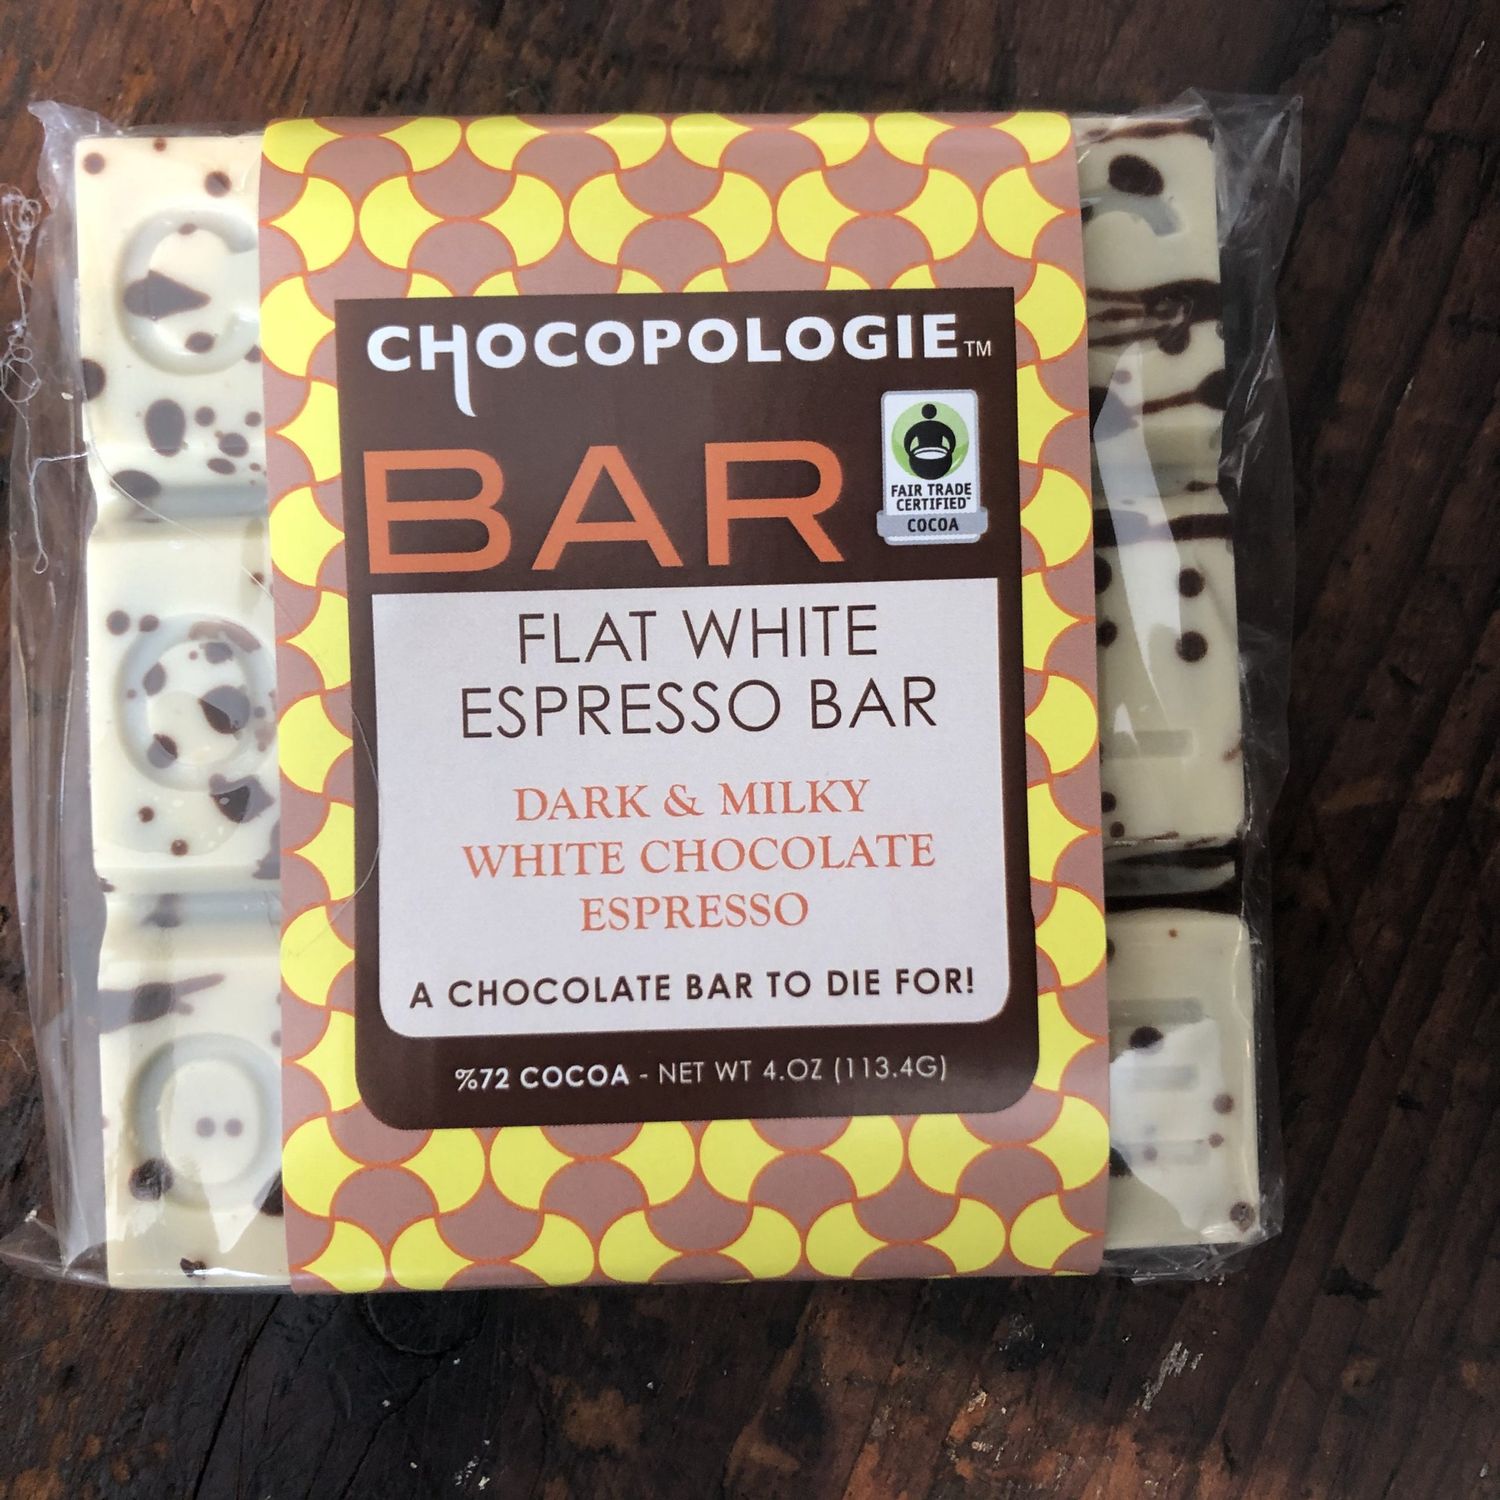 CHOCOPOLOGIE™
BAR
FAIR TRADE
CERTIFIED™
COCOA
FLAT WHITE
ESPRESSO BAR
DARK & MILKY
WHITE CHOCOLATE
ESPRESSO
A CHOCOLATE BAR TO DIE FOR!
%72 COCOA - NET WT 4.OZ (113.4G)